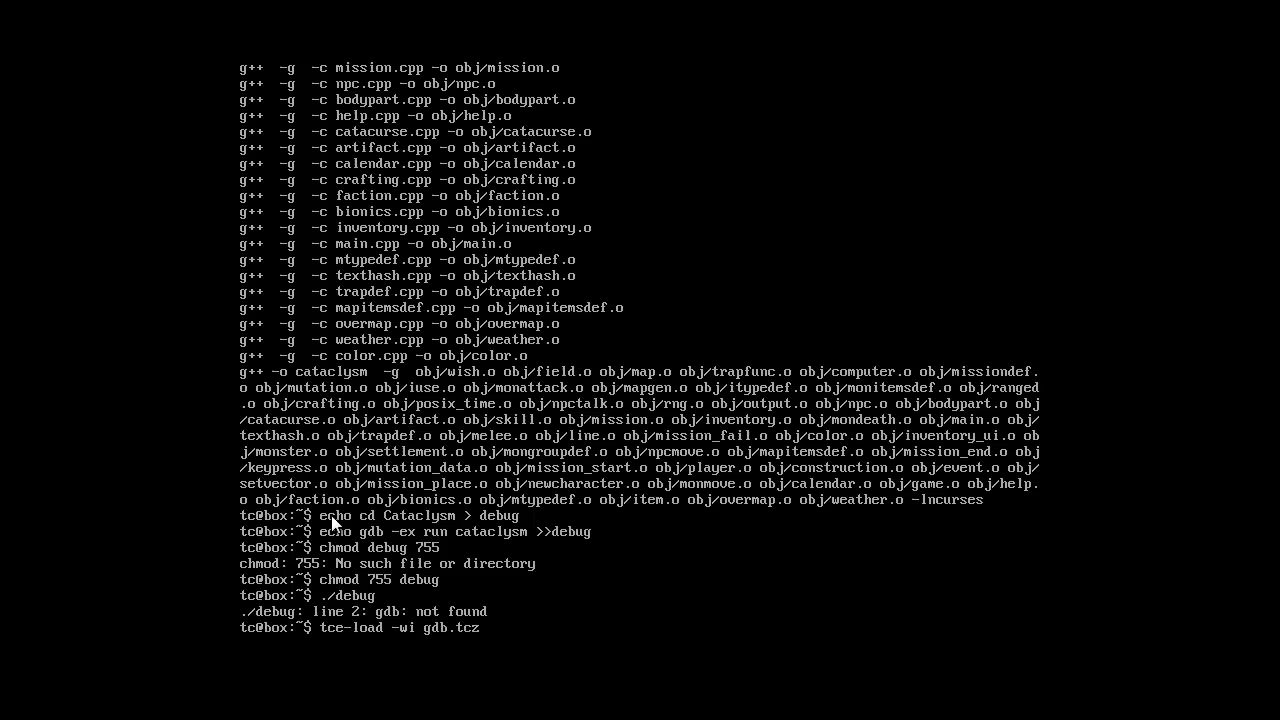 g++  -g  -c mission.cpp -o obj/mission.o
g++  -g  -c npc.cpp -o obj/npc.o
g++  -g  -c bodypart.cpp -o obj/bodypart.o
g++  -g  -c help.cpp -o obj/help.o
g++  -g  -c catacurse.cpp -o obj/catacurse.o
g++  -g  -c artifact.cpp -o obj/artifact.o
g++  -g  -c calendar.cpp -o obj/calendar.o
g++  -g  -c crafting.cpp -o obj/crafting.o
g++  -g  -c faction.cpp -o obj/faction.o
g++  -g  -c bionics.cpp -o obj/bionics.o
g++  -g  -c inventory.cpp -o obj/inventory.o
g++  -g  -c main.cpp -o obj/main.o
g++  -g  -c mtypedef.cpp -o obj/mtypedef.o
g++  -g  -c texthash.cpp -o obj/texthash.o
g++  -g  -c trapdef.cpp -o obj/trapdef.o
g++  -g  -c mapitemsdef.cpp -o obj/mapitemsdef.o
g++  -g  -c overmap.cpp -o obj/overmap.o
g++  -g  -c weather.cpp -o obj/weather.o
g++  -g  -c color.cpp -o obj/color.o
g++ -o cataclysm  -g  obj/wish.o obj/field.o obj/map.o obj/trapfunc.o obj/computer.o obj/missiondef.
o obj/mutation.o obj/iuse.o obj/monattack.o obj/mapgen.o obj/itypedef.o obj/monitemsdef.o obj/ranged
.o obj/crafting.o obj/posix_time.o obj/npctalk.o obj/rng.o obj/output.o obj/npc.o obj/bodypart.o obj
/catacurse.o obj/artifact.o obj/skill.o obj/mission.o obj/inventory.o obj/mondeath.o obj/main.o obj/
texthash.o obj/trapdef.o obj/melee.o obj/line.o obj/mission_fail.o obj/color.o obj/inventory_ui.o ob
j/monster.o obj/settlement.o obj/mongroupdef.o obj/npcmove.o obj/mapitemsdef.o obj/mission_end.o obj
/keypress.o obj/mutation_data.o obj/mission_start.o obj/player.o obj/construction.o obj/event.o obj/
setvector.o obj/mission_place.o obj/newcharacter.o obj/monmove.o obj/calendar.o obj/game.o obj/help.
o obj/faction.o obj/bionics.o obj/mtypedef.o obj/item.o obj/overmap.o obj/weather.o -lncurses
tc@box:~$ echo cd Cataclysm > debug
tc@box:~$ echo gdb -ex run cataclysm >>debug
tc@box:~$ chmod debug 755
chmod: 755: No such file or directory
tc@box:~$ chmod 755 debug
tc@box:~$ ./debug
./debug: line 2: gdb: not found
tc@box:~$ tce-load -wi gdb.tcz